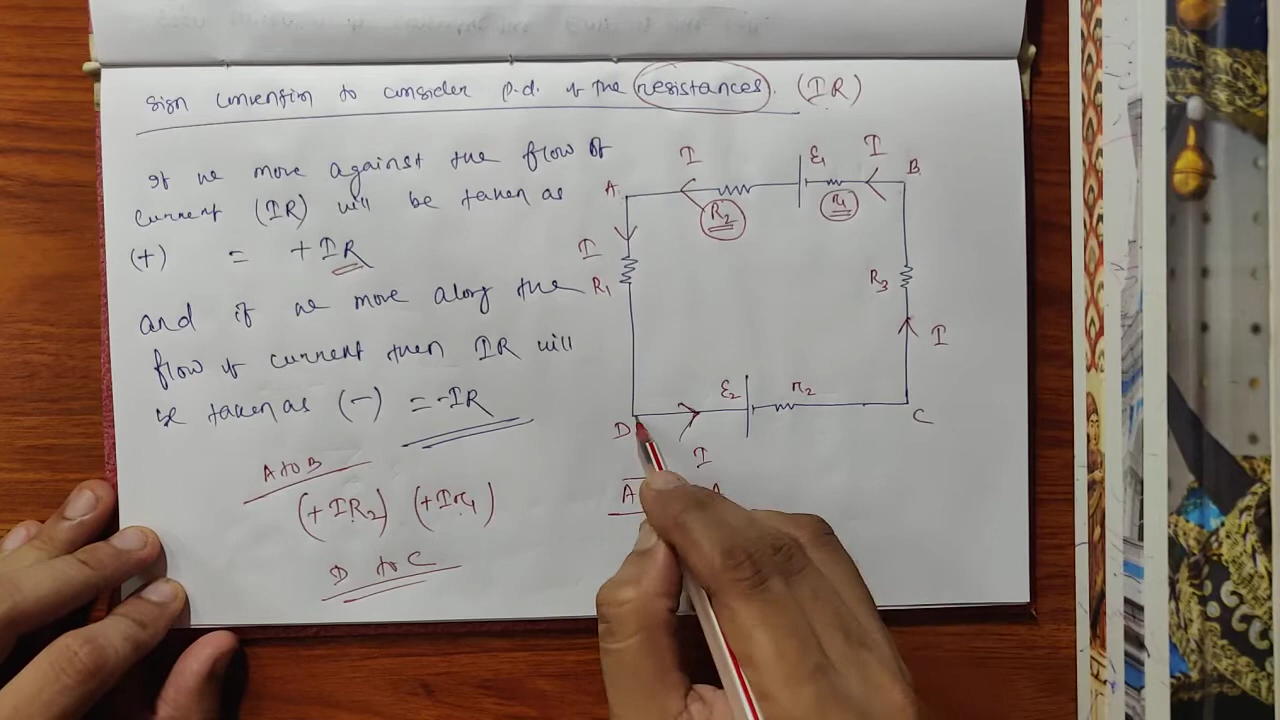 Sign convention to consider p.d. of the resistances. (IR)
If we move against the flow of
current (IR) will be taken as
(+) = +IR
and if we move along the
flow of current then IR will
be taken as (-) = -IR
A to B
(+IR₂) (+Ir₁)
D to C
I
ε₁
I
B
A
R₂
r₁
I
R₁
R₃
I
ε₂
r₂
D
C
I
A
A